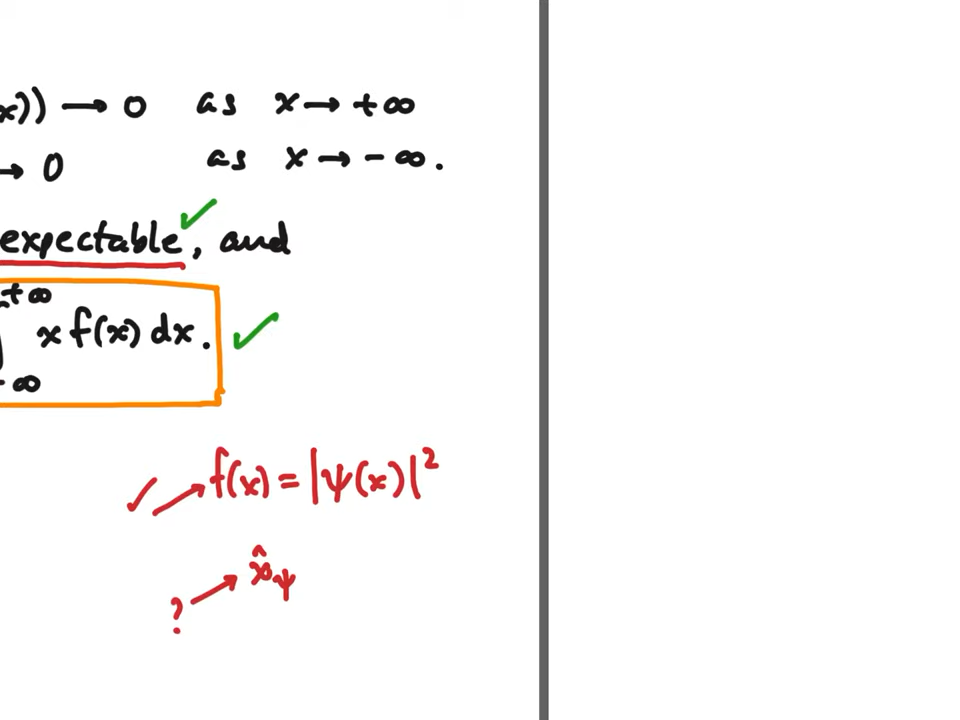 x)) → 0 as x → +∞
→ 0 as x → -∞.
expectable, and
+∞
x f(x) dx.
-∞
f(x) = |ψ(x)|²
x̂ψ
?